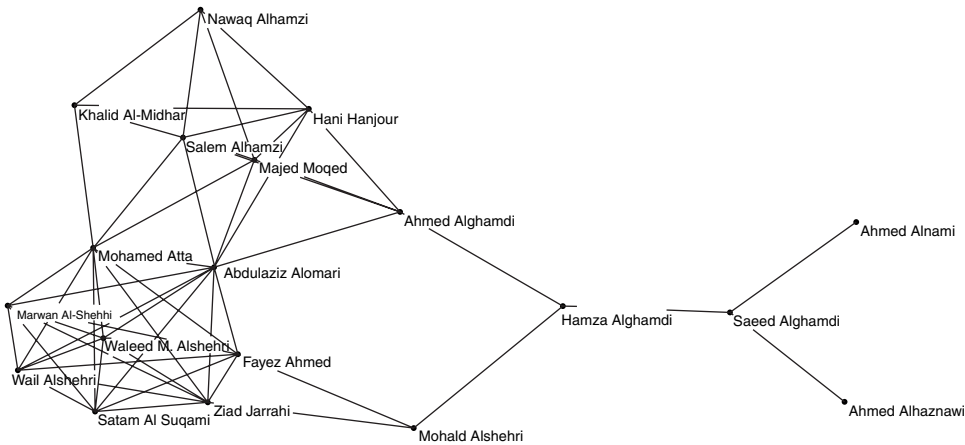 Nawaq Alhamzi
Khalid Al-Midhar
Hani Hanjour
Salem Alhamzi
Majed Moqed
Ahmed Alghamdi
Ahmed Alnami
Mohamed Atta
Abdulaziz Alomari
Marwan Al-Shehhi
Hamza Alghamdi
Saeed Alghamdi
Waleed M. Alshehri
Fayez Ahmed
Wail Alshehri
Satam Al Suqami
Ziad Jarrahi
Ahmed Alhaznawi
Mohald Alshehri